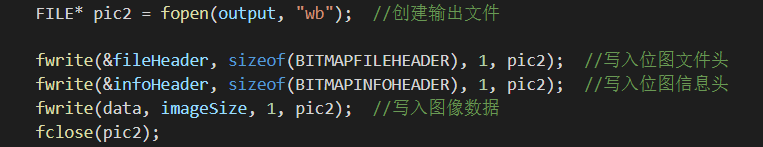 FILE* pic2 = fopen(output, "wb");  //创建输出文件
fwrite(&fileHeader, sizeof(BITMAPFILEHEADER), 1, pic2);  //写入位图文件头
fwrite(&infoHeader, sizeof(BITMAPINFOHEADER), 1, pic2);  //写入位图信息头
fwrite(data, imageSize, 1, pic2);  //写入图像数据
fclose(pic2);